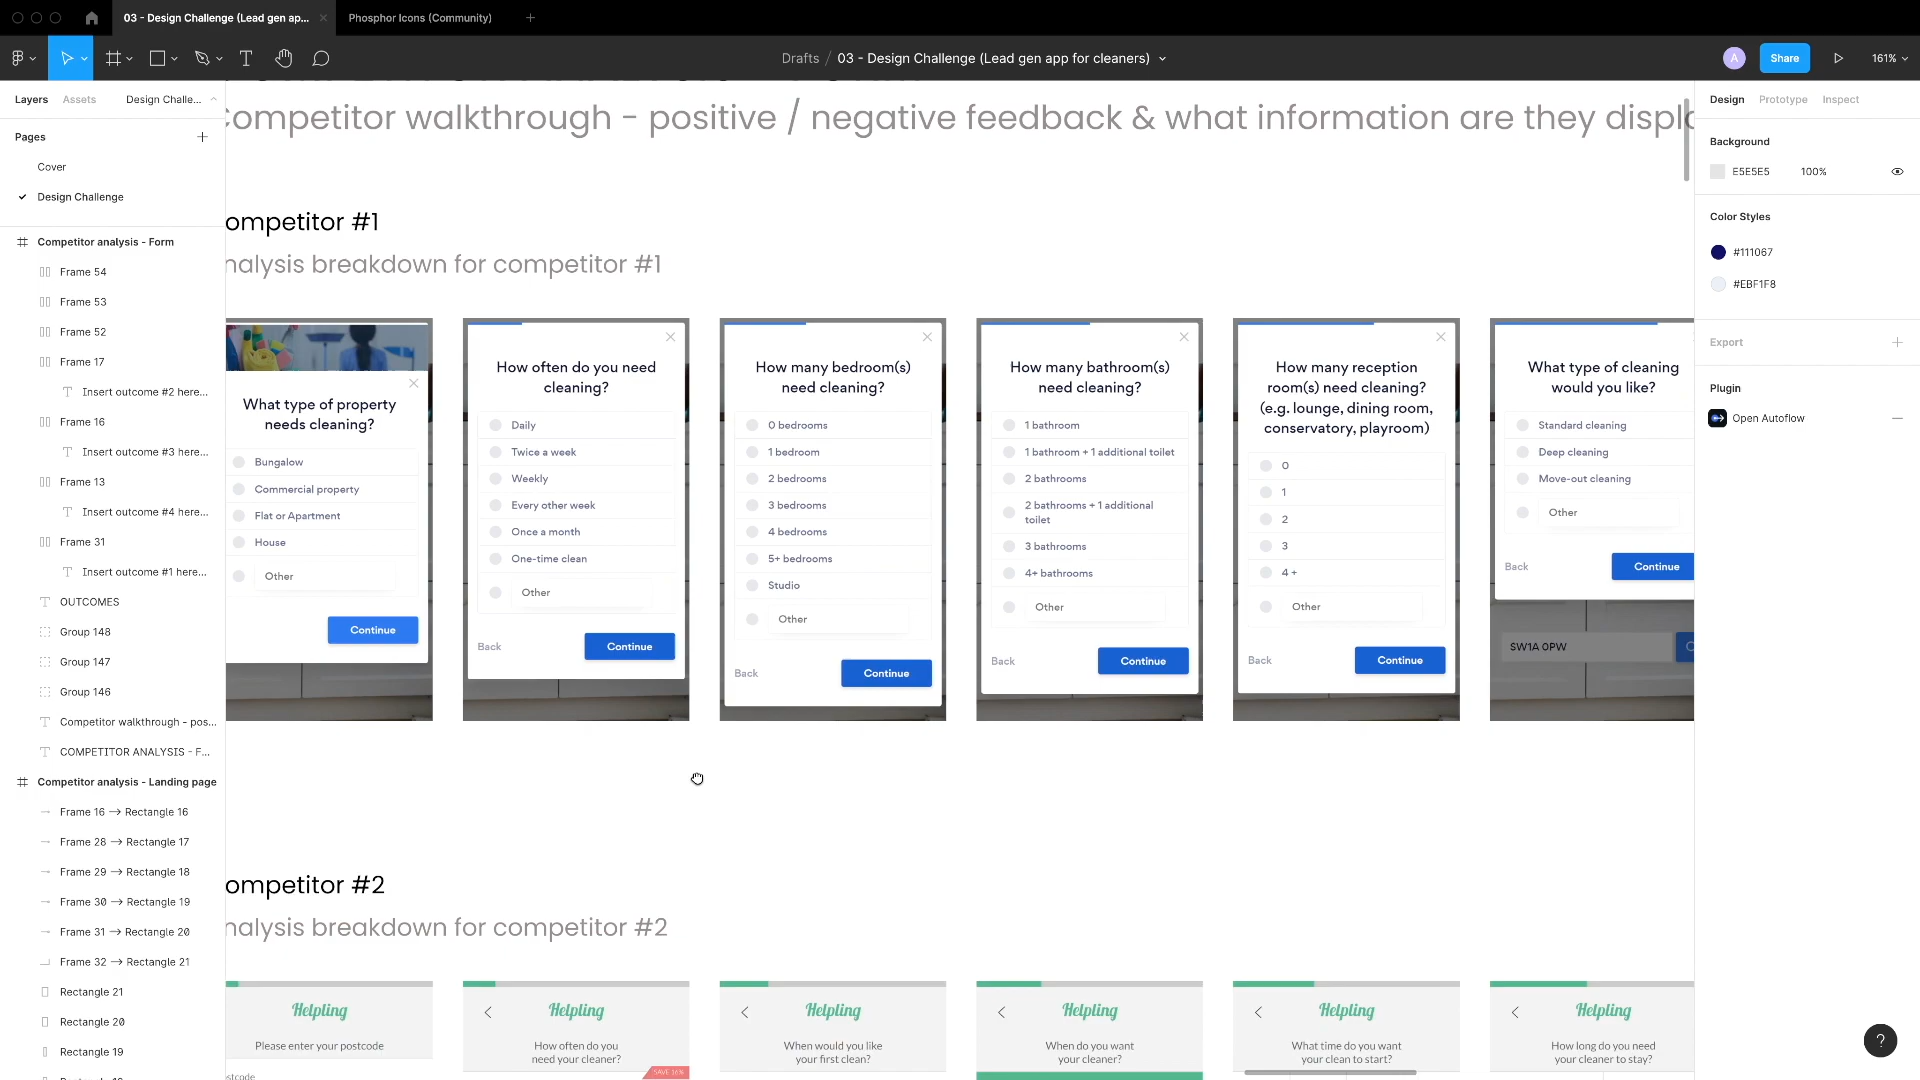 03 - Design Challenge (Lead gen ap...
Phosphor Icons (Community)
Drafts / 03 - Design Challenge (Lead gen app for cleaners)
A
Share
161%
Layers
Assets
Design Challe...
Pages
Cover
Design Challenge
Competitor analysis - Form
Frame 54
Frame 53
Frame 52
Frame 17
Insert outcome #2 here...
Frame 16
Insert outcome #3 here...
Frame 13
Insert outcome #4 here...
Frame 31
Insert outcome #1 here...
OUTCOMES
Group 148
Group 147
Group 146
Competitor walkthrough - pos...
COMPETITOR ANALYSIS - F...
Competitor analysis - Landing page
Frame 16 → Rectangle 16
Frame 28 → Rectangle 17
Frame 29 → Rectangle 18
Frame 30 → Rectangle 19
Frame 31 → Rectangle 20
Frame 32 → Rectangle 21
Rectangle 21
Rectangle 20
Rectangle 19
ompetitor walkthrough - positive / negative feedback & what information are they displ
ompetitor #1
nalysis breakdown for competitor #1
What type of property
needs cleaning?
Bungalow
Commercial property
Flat or Apartment
House
Other
Continue
How often do you need
cleaning?
Daily
Twice a week
Weekly
Every other week
Once a month
One-time clean
Other
Back
Continue
How many bedroom(s)
need cleaning?
0 bedrooms
1 bedroom
2 bedrooms
3 bedrooms
4 bedrooms
5+ bedrooms
Studio
Other
Back
Continue
How many bathroom(s)
need cleaning?
1 bathroom
1 bathroom + 1 additional toilet
2 bathrooms
2 bathrooms + 1 additional
toilet
3 bathrooms
4+ bathrooms
Other
Back
Continue
How many reception
room(s) need cleaning?
(e.g. lounge, dining room,
conservatory, playroom)
0
1
2
3
4 +
Other
Back
Continue
What type of cleaning
would you like?
Standard cleaning
Deep cleaning
Move-out cleaning
Other
Back
Continue
SW1A 0PW
ompetitor #2
nalysis breakdown for competitor #2
Helpling
Please enter your postcode
stcode
Helpling
How often do you
need your cleaner?
SAVE 16%
Helpling
When would you like
your first clean?
Helpling
When do you want
your cleaner?
Helpling
What time do you want
your clean to start?
Helpling
How long do you need
your cleaner to stay?
Design
Prototype
Inspect
Background
E5E5E5
100%
Color Styles
#111067
#EBF1F8
Export
Plugin
Open Autoflow
?